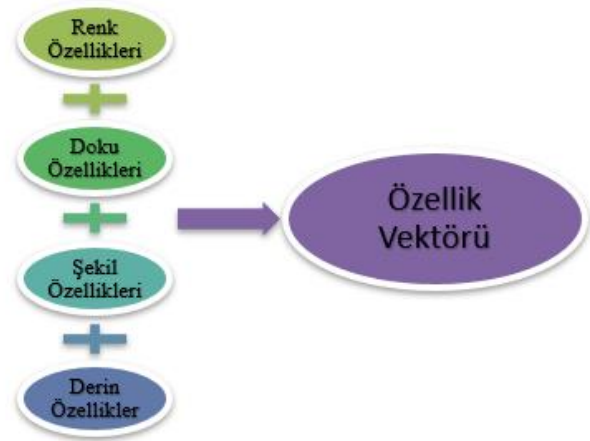 Renk
Özellikleri
Doku
Özellikleri
Şekil
Özellikleri
Derin
Özellikler
Özellik
Vektörü